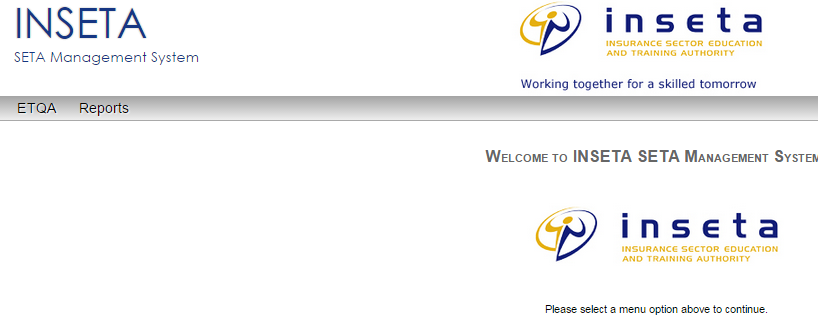 INSETA
SETA Management System
inseta
INSURANCE SECTOR EDUCATION
AND TRAINING AUTHORITY
Working together for a skilled tomorrow
ETQA Reports
WELCOME TO INSETA SETA MANAGEMENT SYSTEM
inseta
INSURANCE SECTOR EDUCATION
AND TRAINING AUTHORITY
Please select a menu option above to continue.